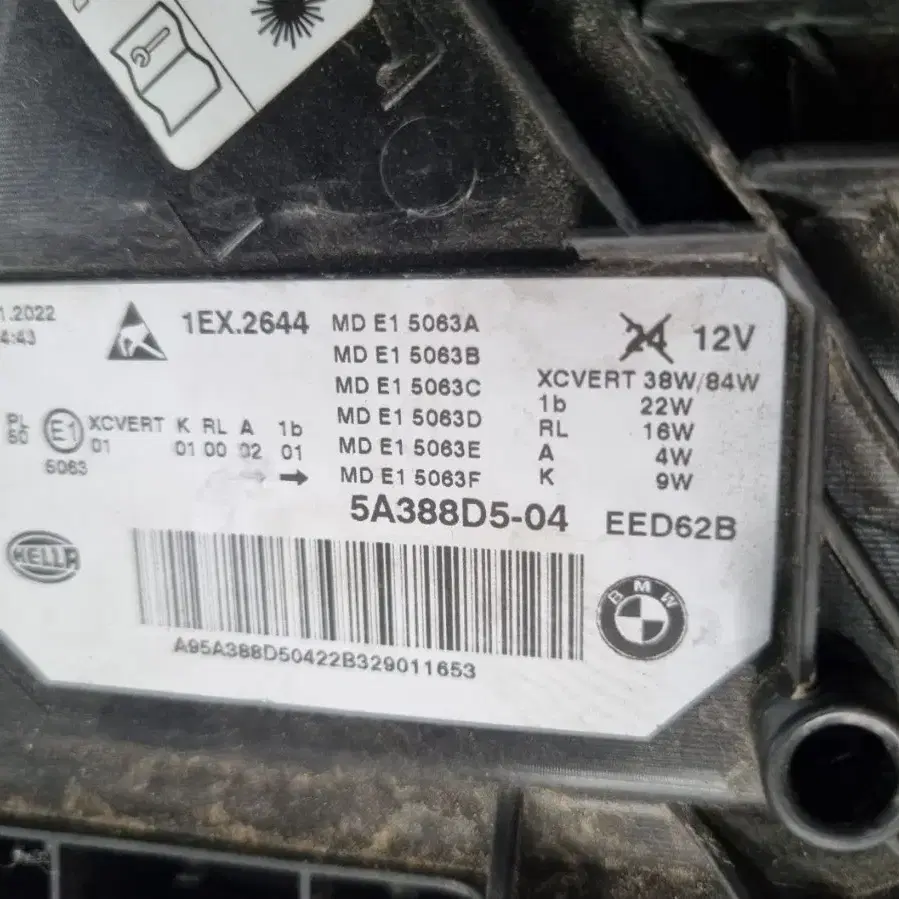 1.2022
4:43
1EX.2644
MD E1 5063A
MD E1 5063B
MD E1 5063C
MD E1 5063D
MD E1 5063E
MD E1 5063F
24 12V
XCVERT 38W/84W
1b 22W
RL 16W
A 4W
K 9W
PL
50
E1
XCVERT K RL A 1b
01 01 00 02 01
5063
5A388D5-04
EED62B
HELLA
BMW
A95A388D50422B329011653